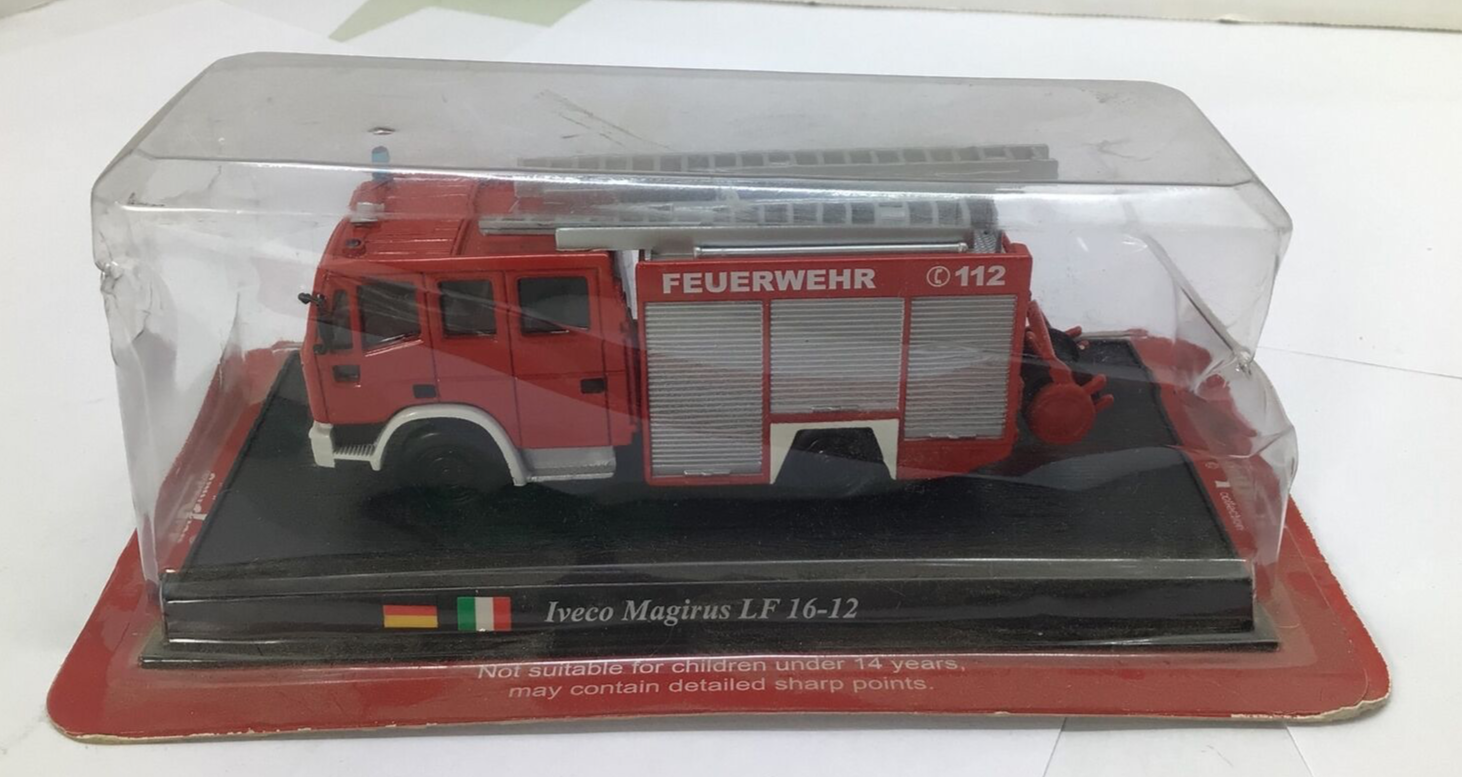 FEUERWEHR 112
Iveco Magirus LF 16-12
Not suitable for children under 14 years,
may contain detailed sharp points.
collection